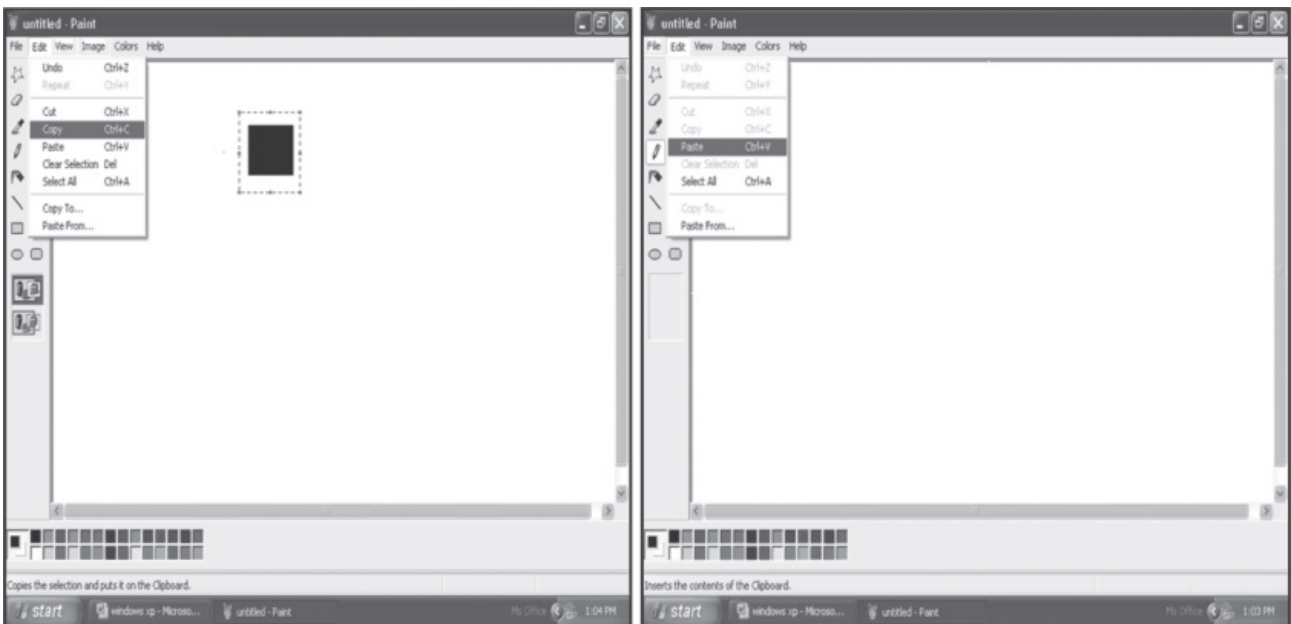 untitled - Paint
File Edit View Image Colors Help
Undo Ctrl+Z
Repeat Ctrl+Y
Cut Ctrl+X
Copy Ctrl+C
Paste Ctrl+V
Clear Selection Del
Select All Ctrl+A
Copy To...
Paste From...
Copies the selection and puts it on the Clipboard.
start windows xp - Microso... untitled - Paint Ms Office 1:04 PM
untitled - Paint
File Edit View Image Colors Help
Undo Ctrl+Z
Repeat Ctrl+Y
Cut Ctrl+X
Copy Ctrl+C
Paste Ctrl+V
Clear Selection Del
Select All Ctrl+A
Copy To...
Paste From...
Inserts the contents of the Clipboard.
start windows xp - Microso... untitled - Paint Ms Office 1:03 PM